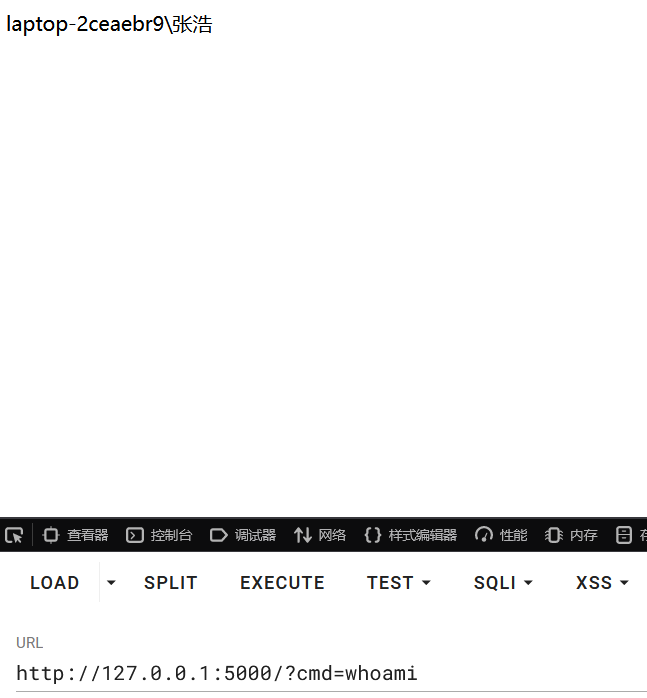 laptop-2ceaebr9\张浩
查看器 控制台 调试器 网络 样式编辑器 性能 内存
LOAD SPLIT EXECUTE TEST SQLI XSS
URL
http://127.0.0.1:5000/?cmd=whoami